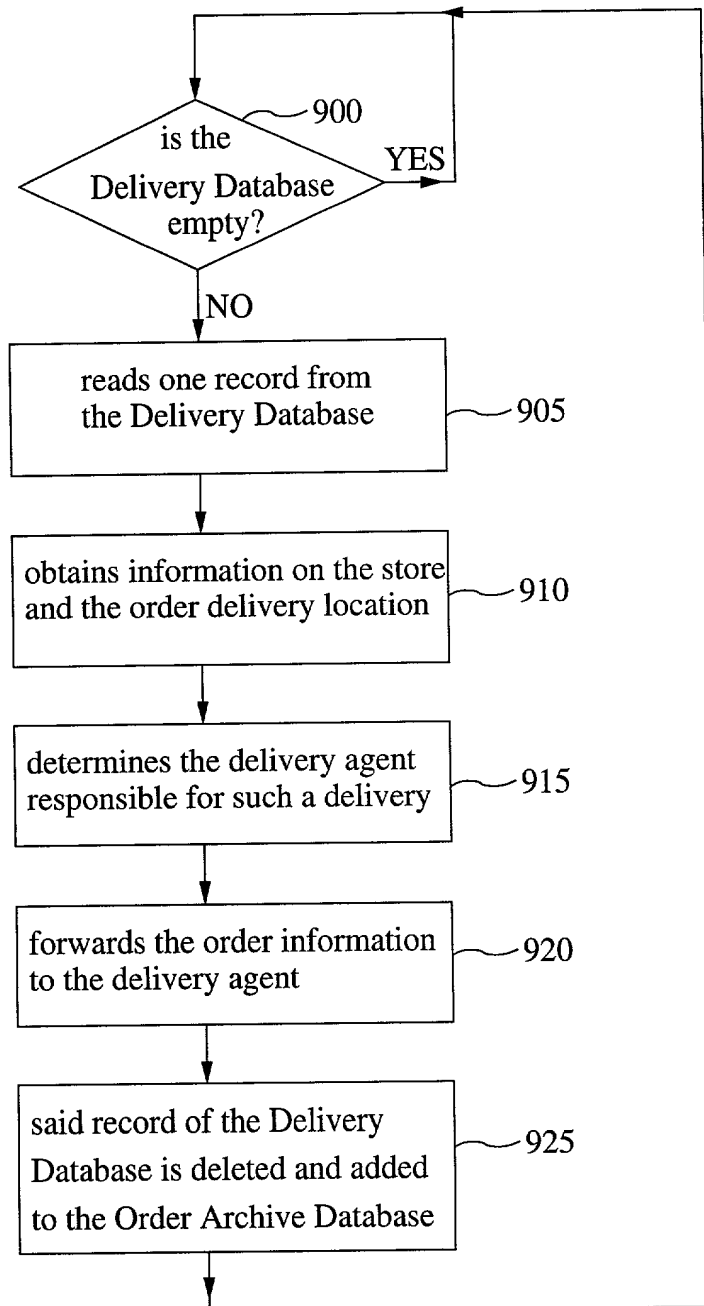 900
is the
Delivery Database
empty?
YES
NO
reads one record from
the Delivery Database
905
obtains information on the store
and the order delivery location
910
determines the delivery agent
responsible for such a delivery
915
forwards the order information
to the delivery agent
920
said record of the Delivery
Database is deleted and added
to the Order Archive Database
925